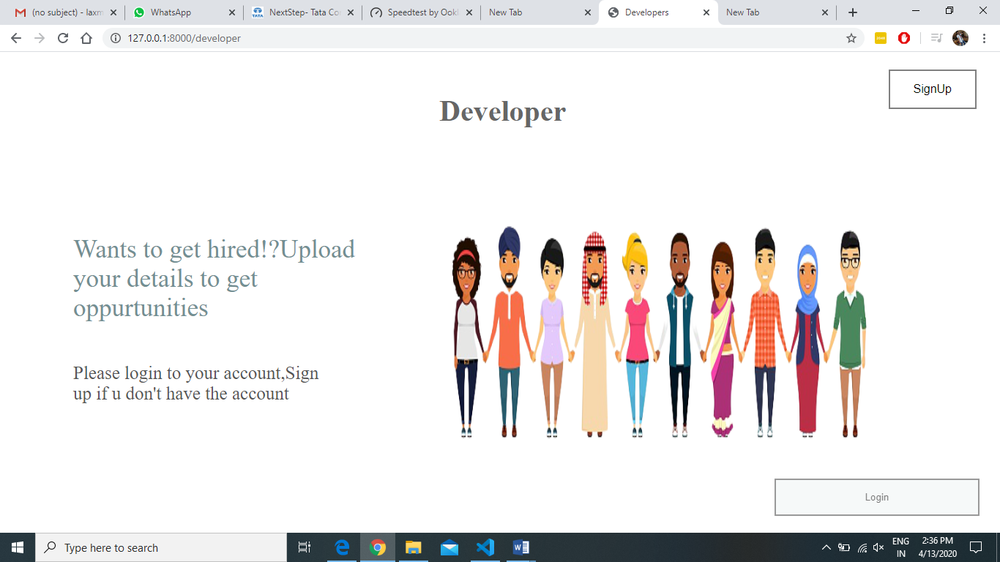 (no subject) - laxm
WhatsApp
NextStep- Tata Co
Speedtest by Ookl
New Tab
Developers
New Tab
127.0.0.1:8000/developer
SignUp
Developer
Wants to get hired!?Upload
your details to get
oppurtunities
Please login to your account,Sign
up if u don't have the account
Login
Type here to search
ENG
IN
2:36 PM
4/13/2020